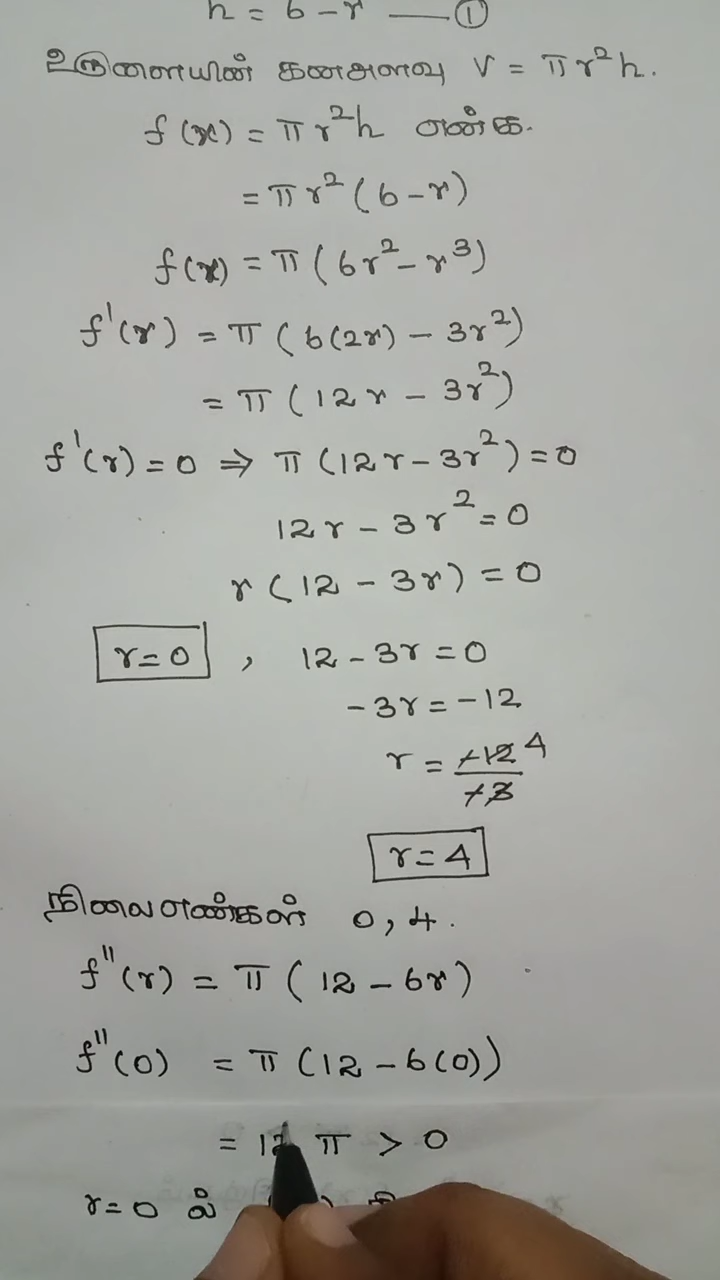 h = 6 - r —— ①
உருளையின் கனஅளவு V = πr²h.
f(x) = πr²h என்க.
= πr²(6 - r)
f(x) = π(6r² - r³)
f'(r) = π(6(2r) - 3r²)
= π(12r - 3r²)
f'(r) = 0 ⇒ π(12r - 3r²) = 0
12r - 3r² = 0
r(12 - 3r) = 0
r = 0 , 12 - 3r = 0
-3r = -12
r = -12/-3 4
r = 4
நிலைஎண்கள் 0, 4.
f''(r) = π(12 - 6r)
f''(0) = π(12 - 6(0))
= 12 π > 0
r = 0 ல்